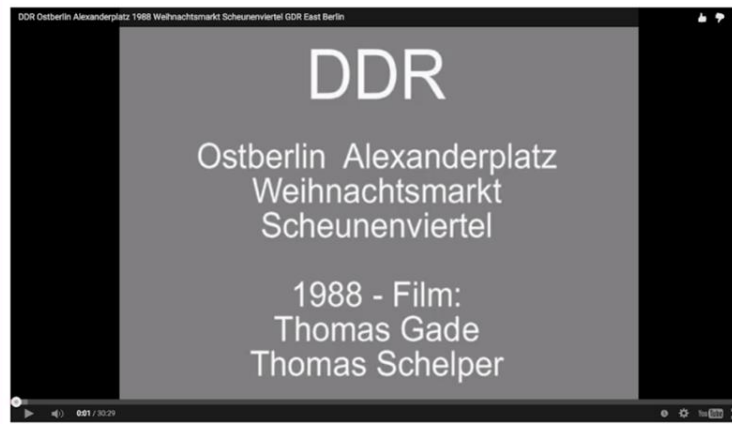 DDR Ostberlin Alexanderplatz 1988 Weihnachtsmarkt Scheunenviertel GDR East Berlin
DDR
Ostberlin Alexanderplatz
Weihnachtsmarkt
Scheunenviertel
1988 - Film:
Thomas Gade
Thomas Schelper
0:01 / 30:29
YouTube